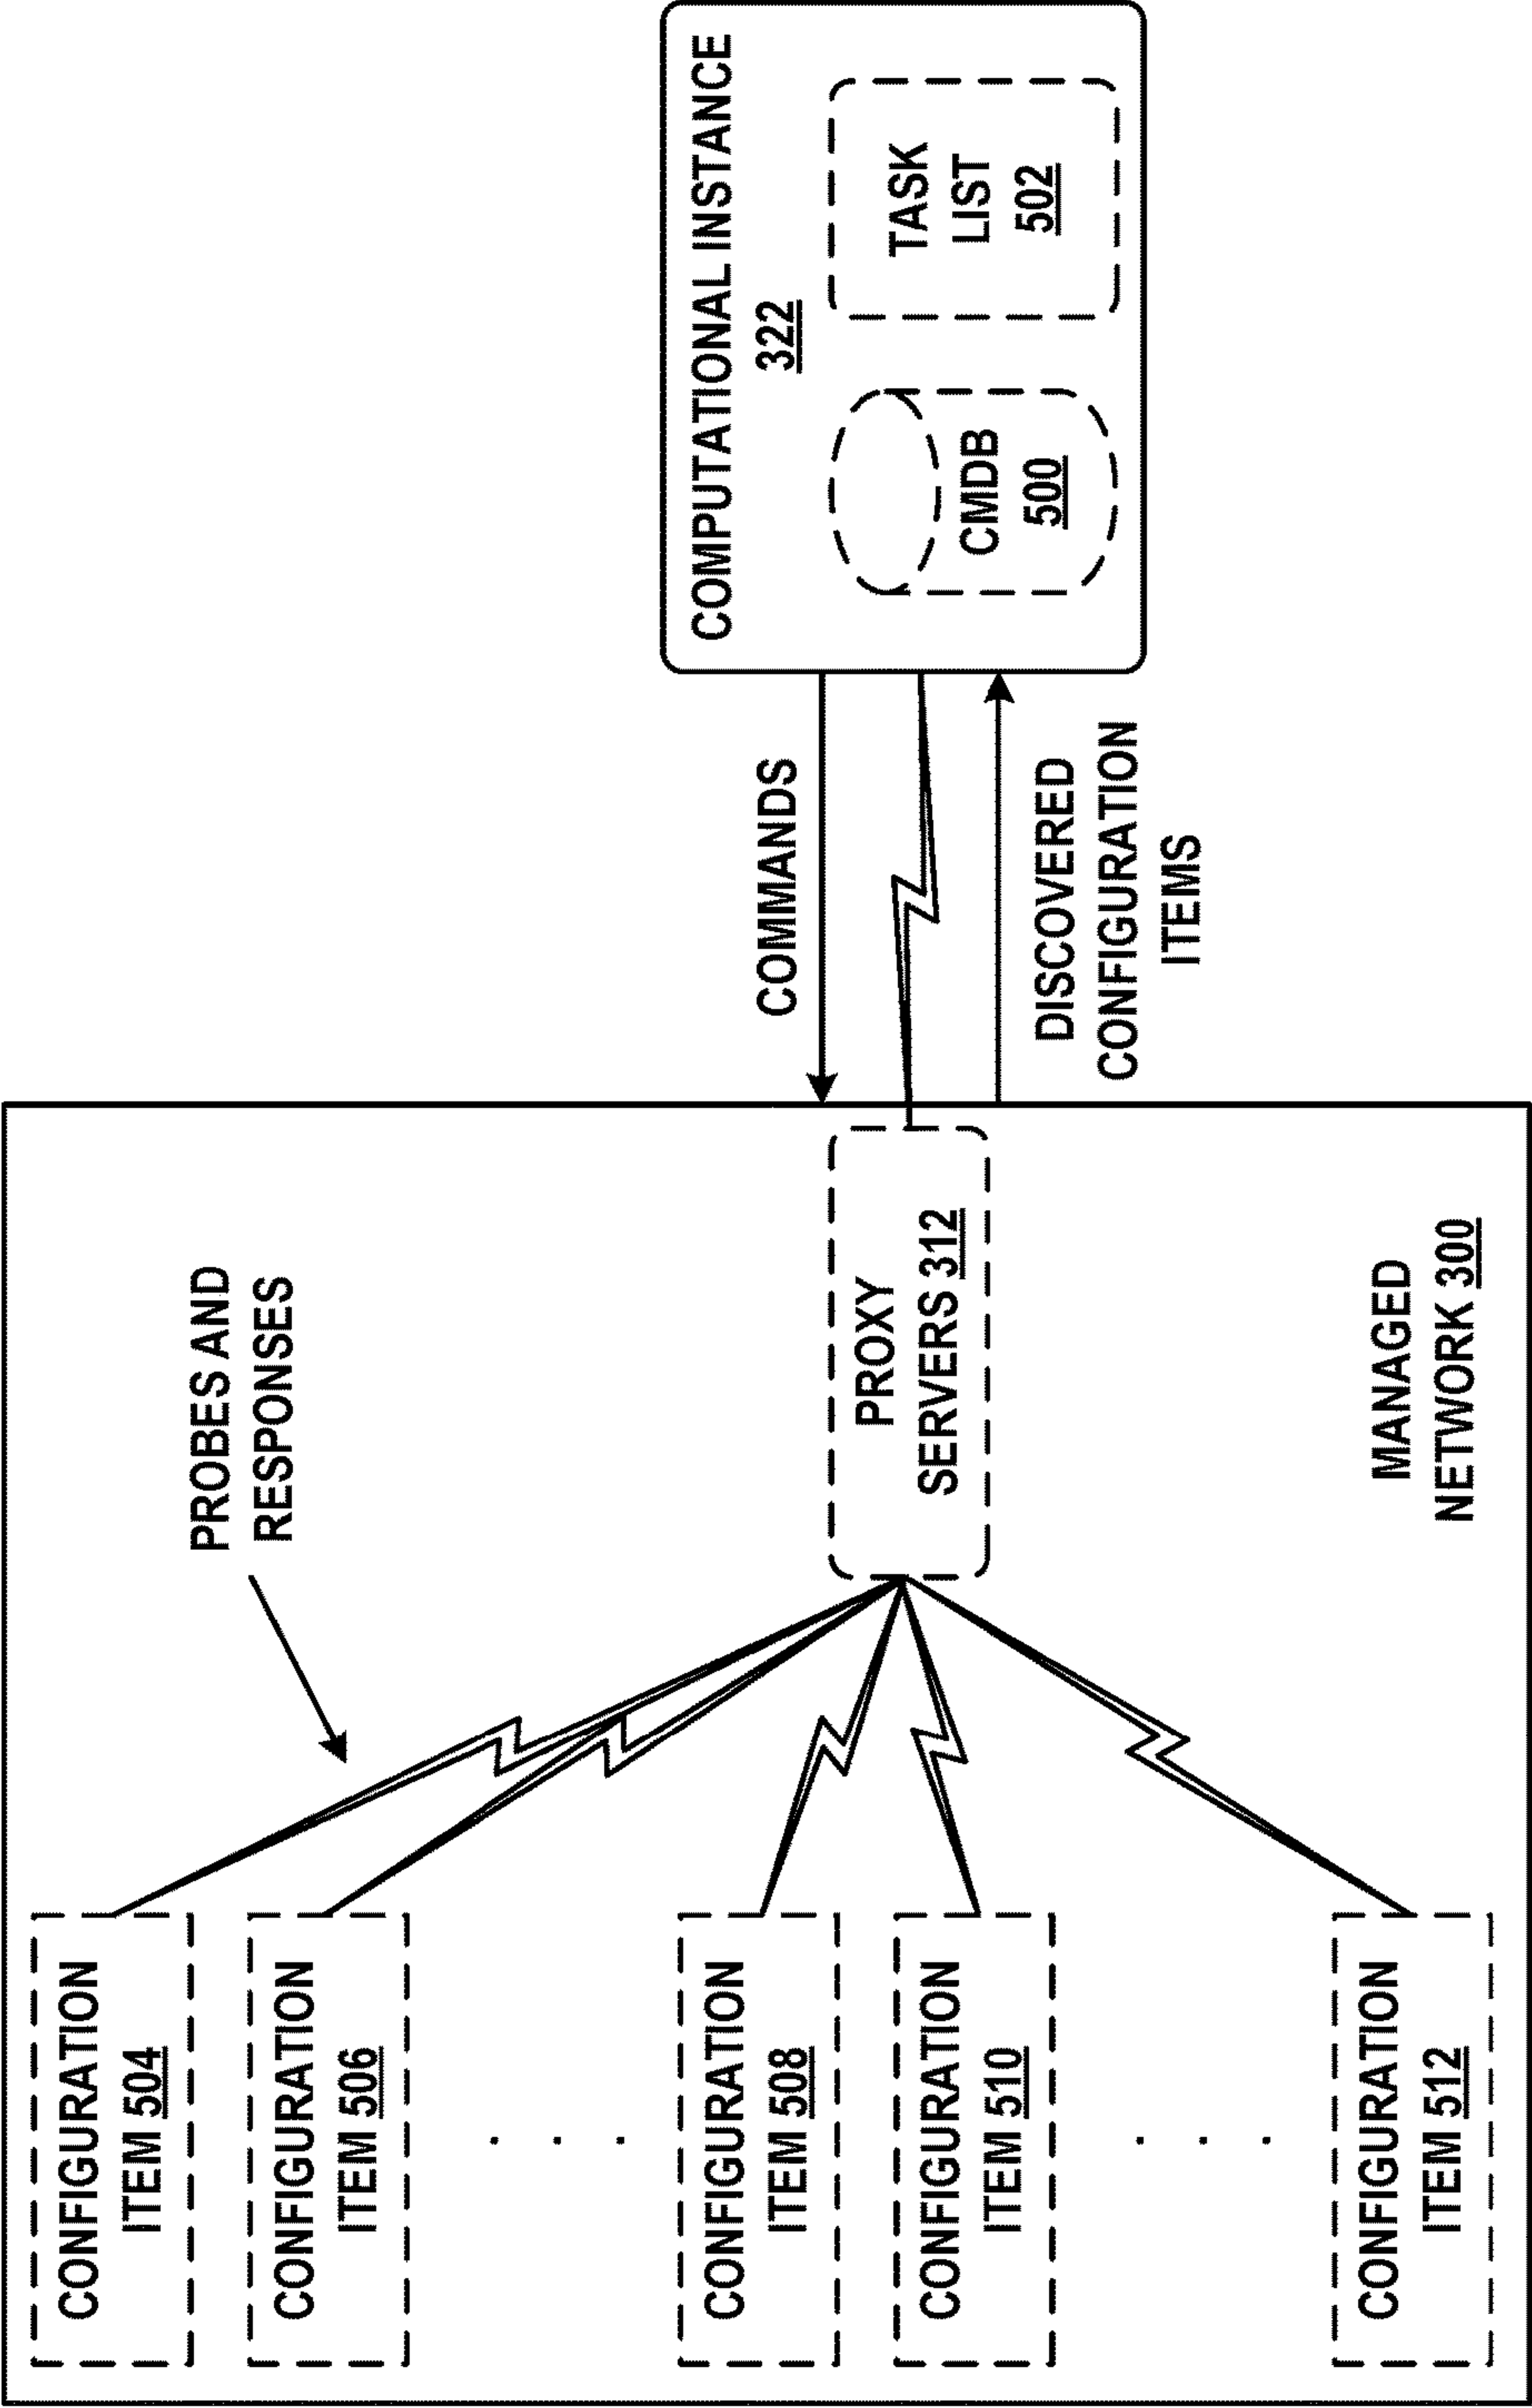 CONFIGURATION
ITEM 504
CONFIGURATION
ITEM 506
. . .
CONFIGURATION
ITEM 508
CONFIGURATION
ITEM 510
. . .
CONFIGURATION
ITEM 512
PROBES AND
RESPONSES
PROXY
SERVERS 312
MANAGED
NETWORK 300
COMMANDS
DISCOVERED
CONFIGURATION
ITEMS
COMPUTATIONAL INSTANCE
322
CMDB
500
TASK
LIST
502